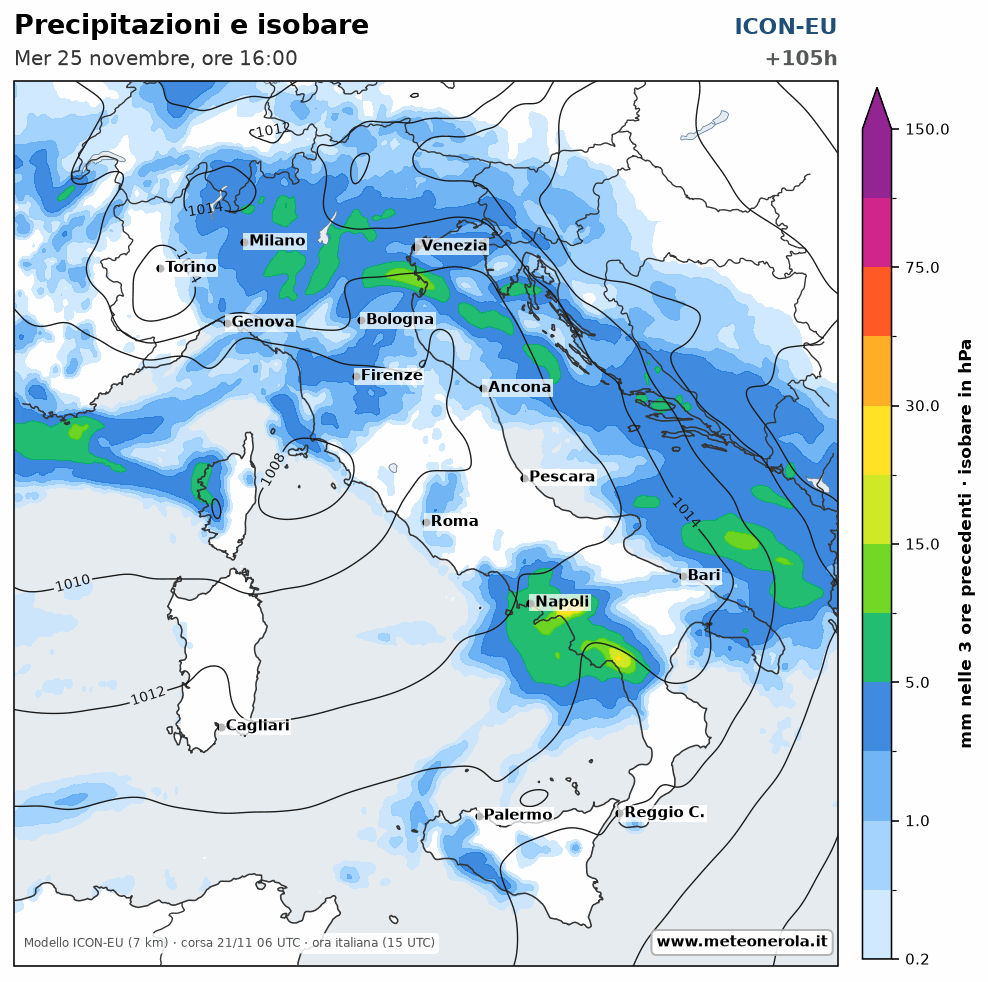 Precipitazioni e isobare
ICON-EU
Mer 25 novembre, ore 16:00
+105h
1012
1014
Milano
Venezia
Torino
Genova
Bologna
Firenze
Ancona
1008
Pescara
1014
Roma
1010
Bari
Napoli
1012
Cagliari
Palermo
Reggio C.
Modello ICON-EU (7 km) · corsa 21/11 06 UTC · ora italiana (15 UTC)
www.meteonerola.it
150.0
75.0
30.0
15.0
5.0
1.0
0.2
mm nelle 3 ore precedenti · isobare in hPa